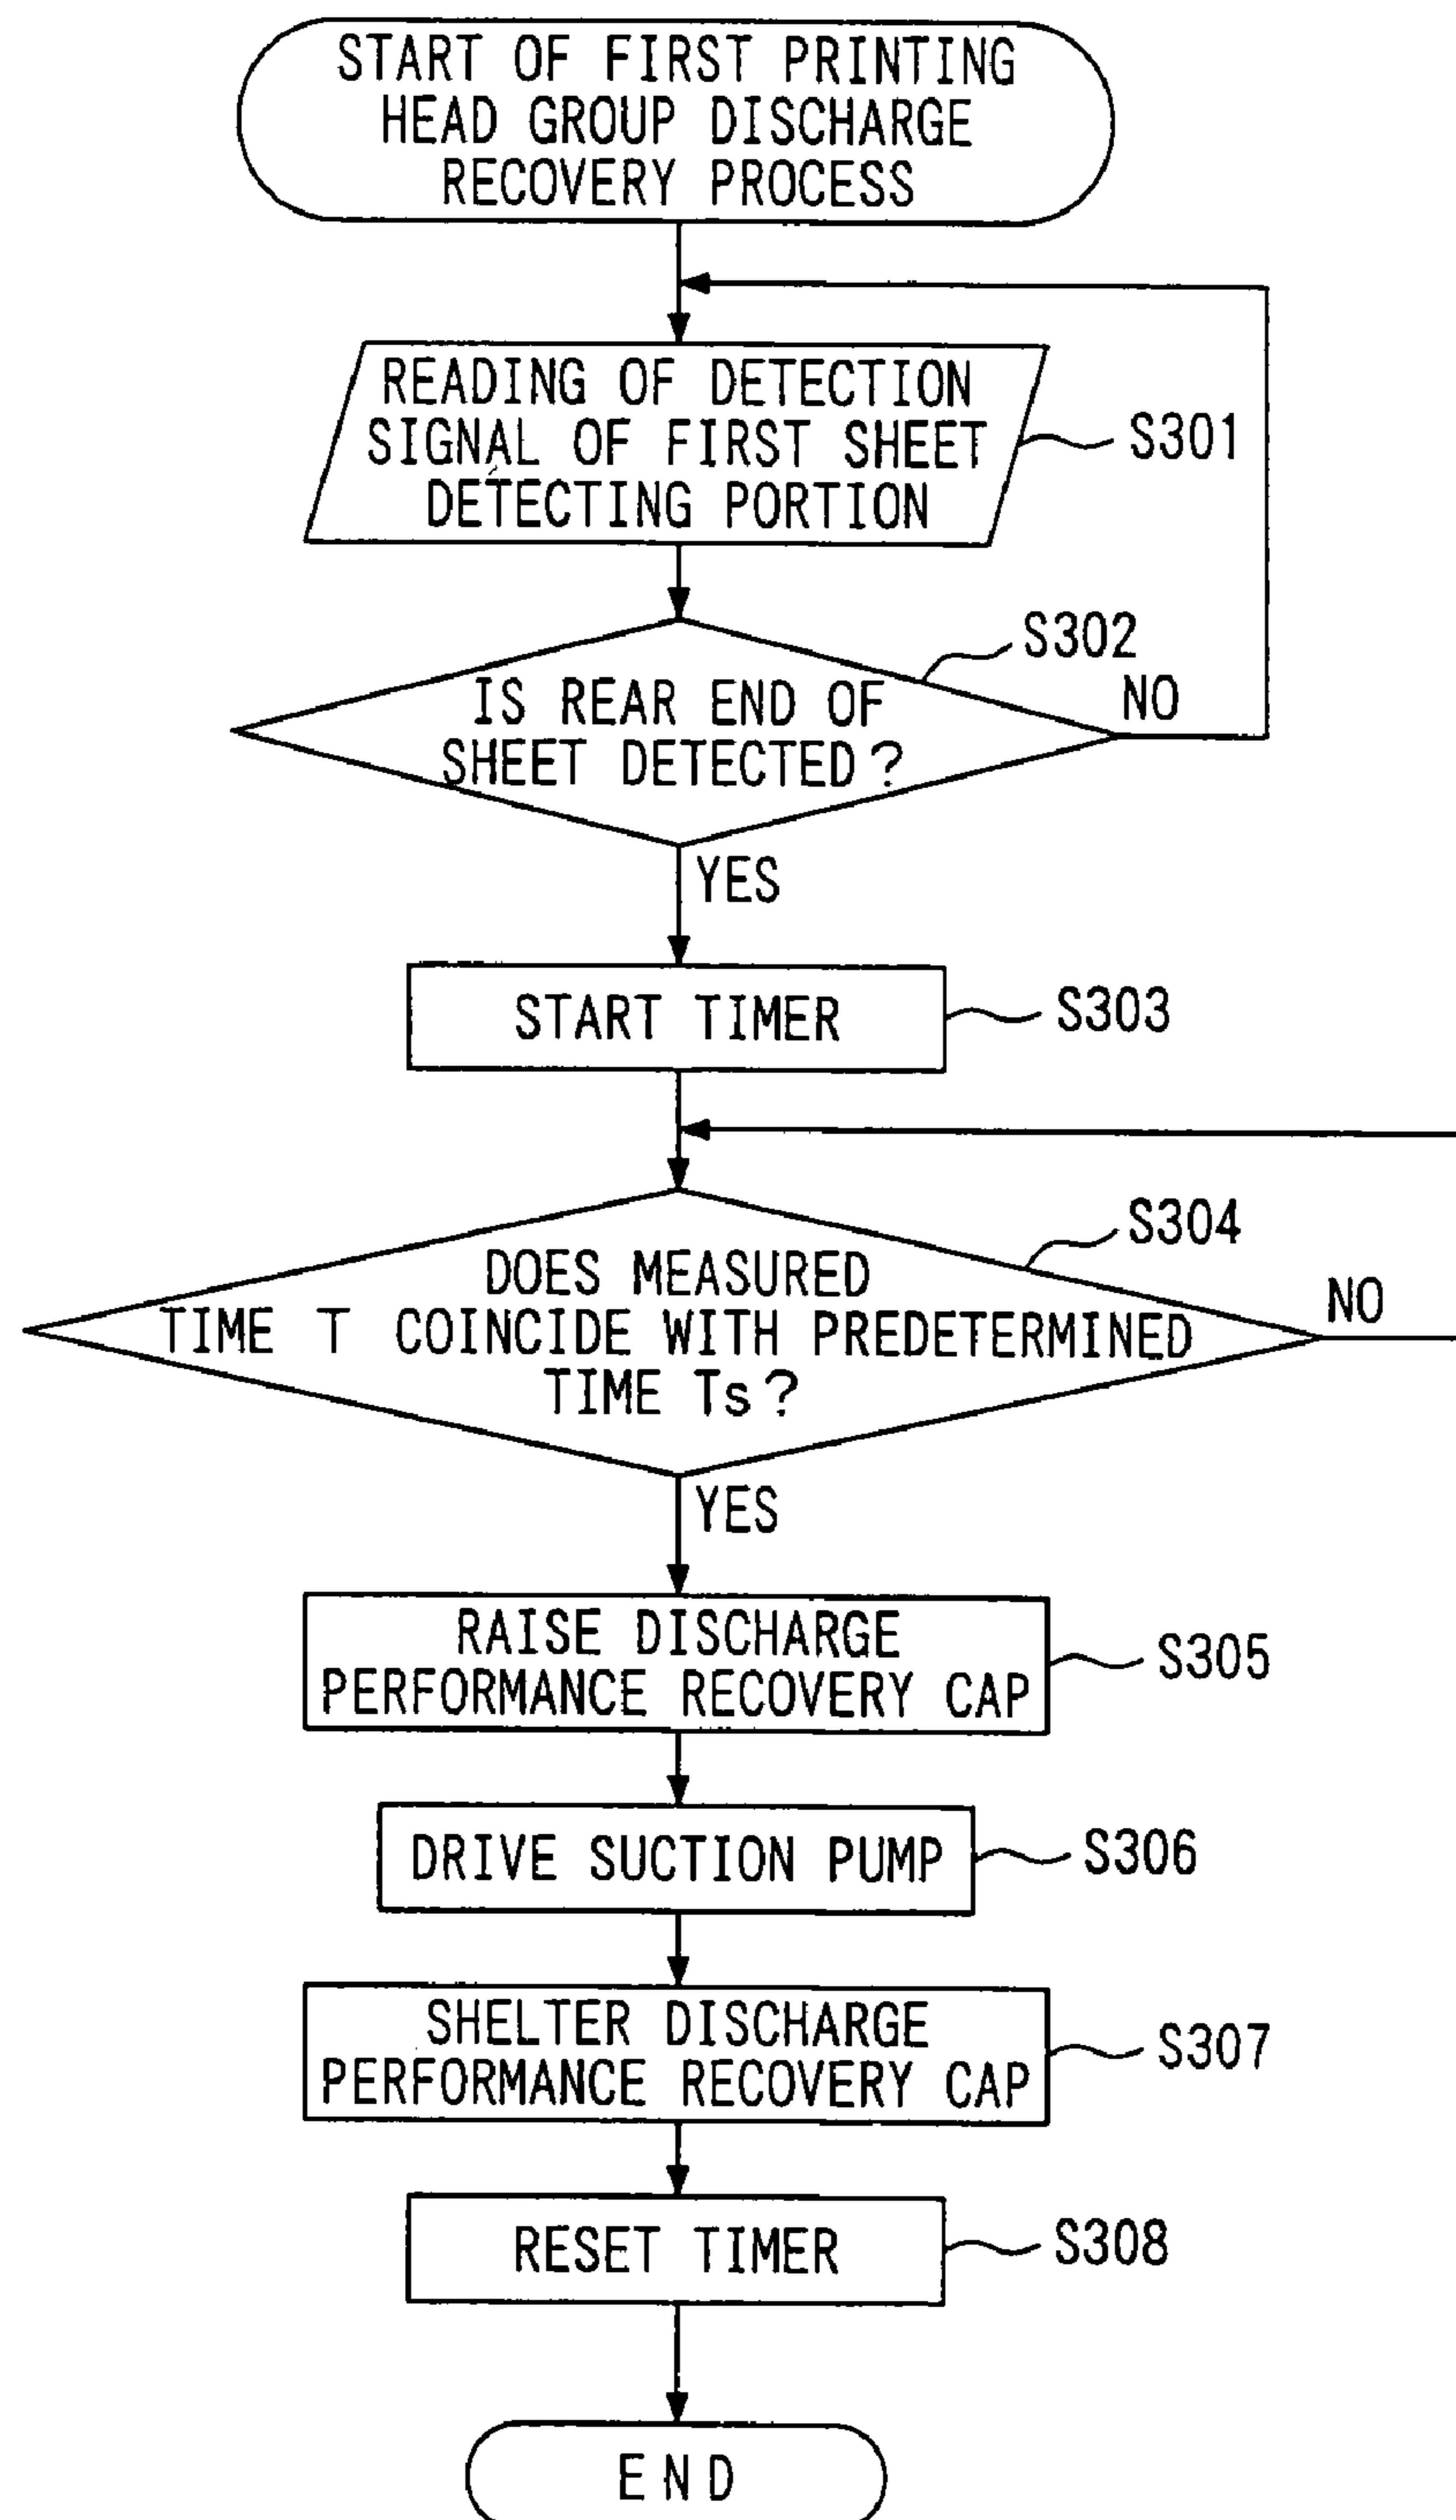 START OF FIRST PRINTING
HEAD GROUP DISCHARGE
RECOVERY PROCESS
READING OF DETECTION
SIGNAL OF FIRST SHEET
DETECTING PORTION
S301
S302
IS REAR END OF
SHEET DETECTED?
NO
YES
START TIMER
S303
S304
DOES MEASURED
TIME T COINCIDE WITH PREDETERMINED
TIME Ts?
NO
YES
RAISE DISCHARGE
PERFORMANCE RECOVERY CAP
S305
DRIVE SUCTION PUMP
S306
SHELTER DISCHARGE
PERFORMANCE RECOVERY CAP
S307
RESET TIMER
S308
END